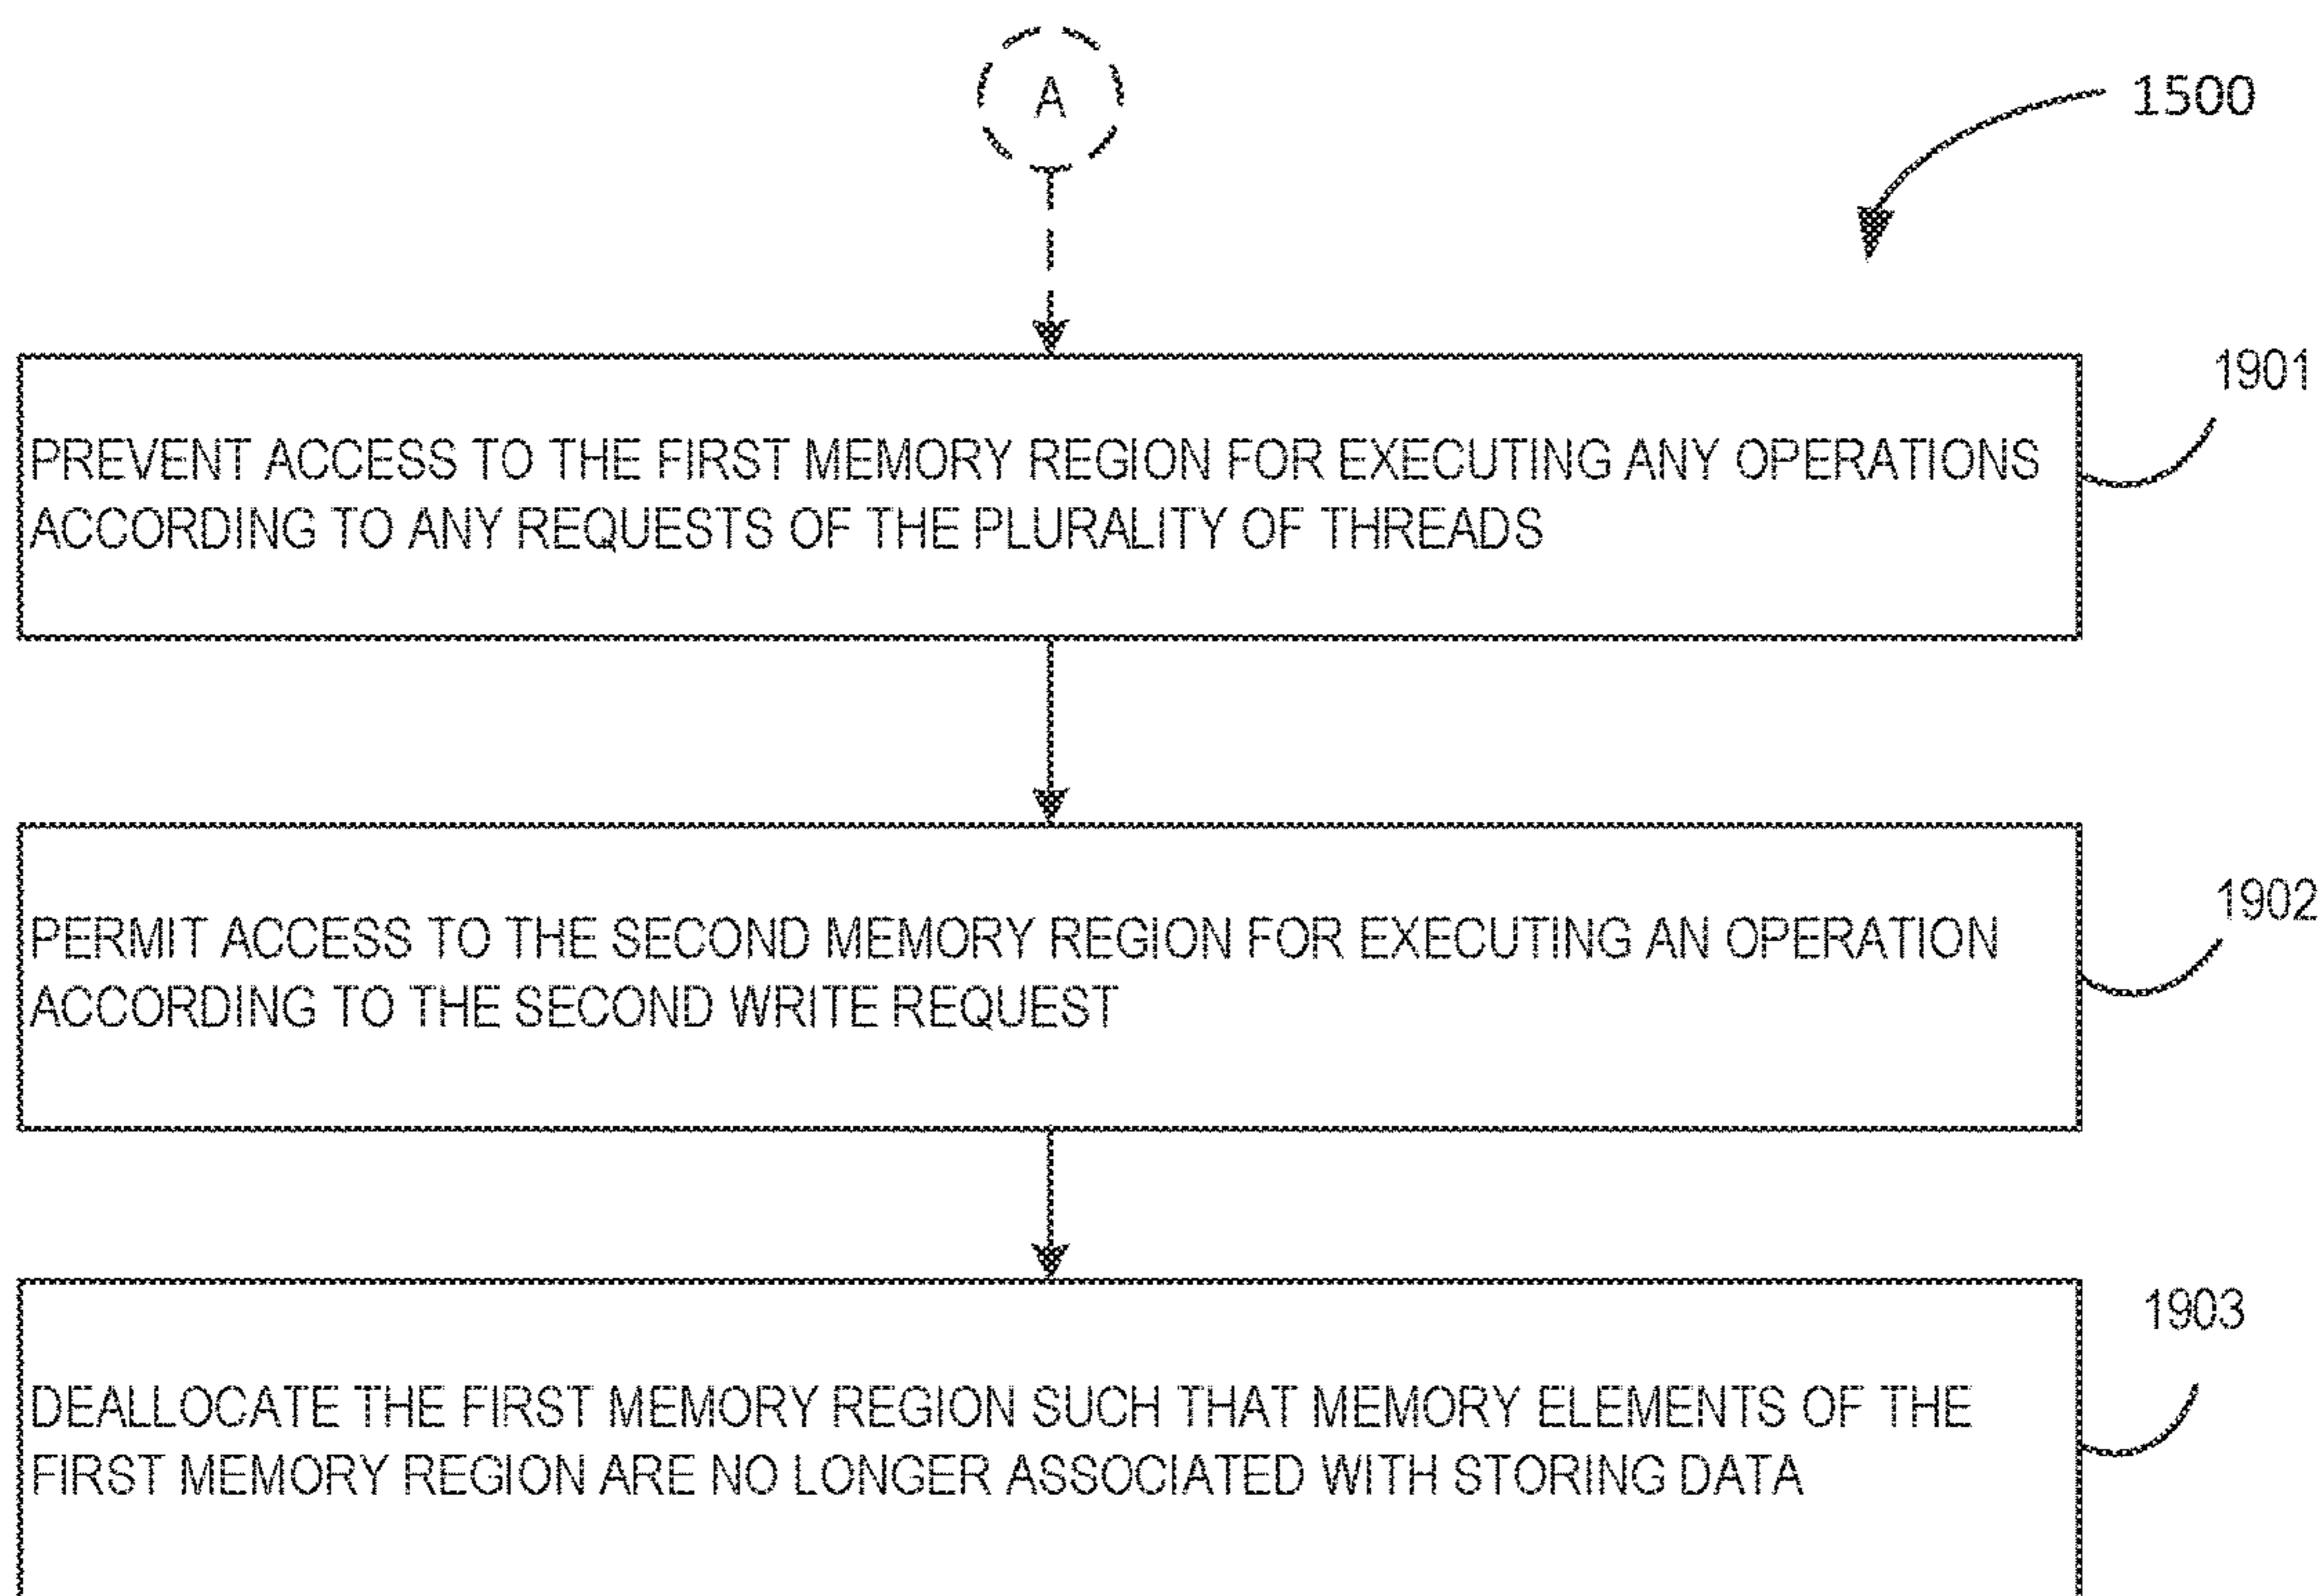 A
1500
1901
PREVENT ACCESS TO THE FIRST MEMORY REGION FOR EXECUTING ANY OPERATIONS
ACCORDING TO ANY REQUESTS OF THE PLURALITY OF THREADS
1902
PERMIT ACCESS TO THE SECOND MEMORY REGION FOR EXECUTING AN OPERATION
ACCORDING TO THE SECOND WRITE REQUEST
1903
DEALLOCATE THE FIRST MEMORY REGION SUCH THAT MEMORY ELEMENTS OF THE
FIRST MEMORY REGION ARE NO LONGER ASSOCIATED WITH STORING DATA